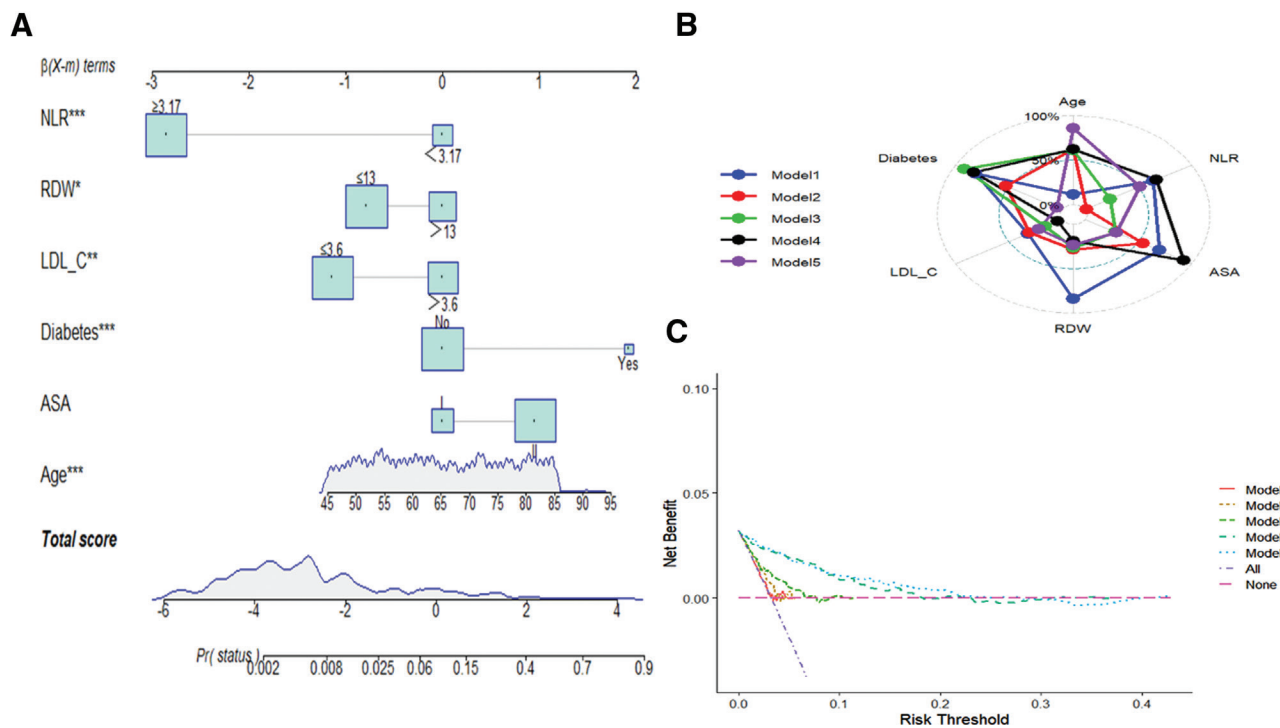 A
β(X-m) terms
-3 -2 -1 0 1 2
NLR***
≥3.17
<3.17
RDW*
≤13
>13
LDL_C**
≤3.6
>3.6
Diabetes***
No
Yes
ASA
I
II
Age***
45 50 55 60 65 70 75 80 85 90 95
Total score
-6 -4 -2 0 2 4
Pr( status )
0.002 0.008 0.025 0.06 0.15 0.4 0.7 0.9
B
Model1
Model2
Model3
Model4
Model5
Age
100%
50%
0%
Diabetes
NLR
LDL_C
ASA
RDW
C
Net Benefit
0.10
0.05
0.00
0.0 0.1 0.2 0.3 0.4
Risk Threshold
Model
Model
Model
Model
Model
All
None